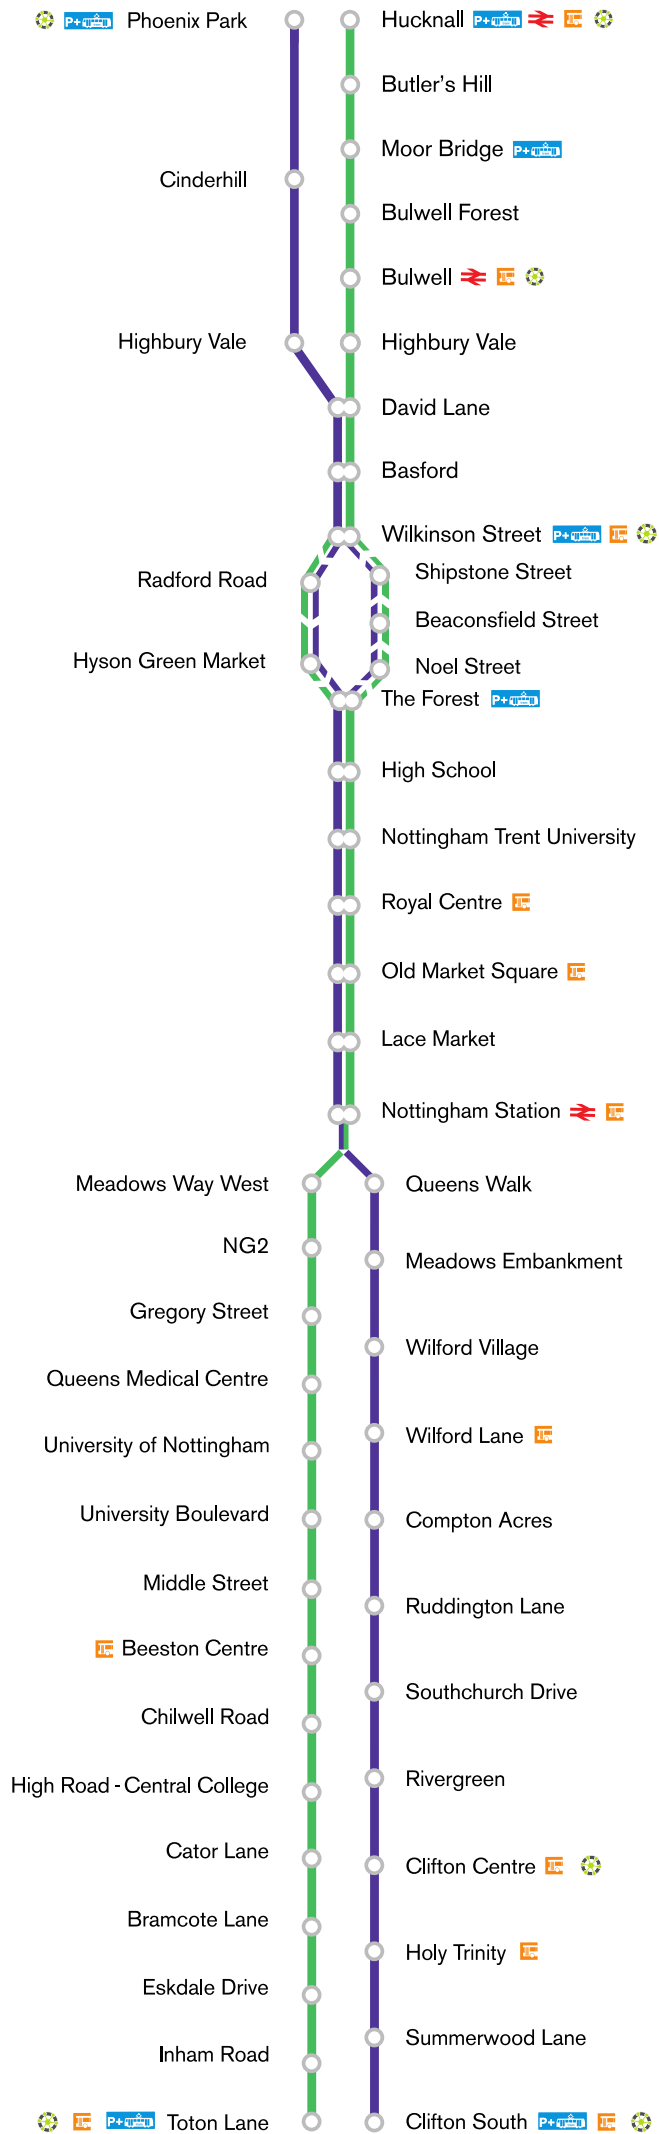 Phoenix Park
P+
Hucknall P+
Butler's Hill
Moor Bridge P+
Cinderhill
Bulwell Forest
Bulwell
Highbury Vale
Highbury Vale
David Lane
Basford
Wilkinson Street P+
Radford Road
Shipstone Street
Beaconsfield Street
Hyson Green Market
Noel Street
The Forest P+
High School
Nottingham Trent University
Royal Centre
Old Market Square
Lace Market
Nottingham Station
Meadows Way West
Queens Walk
NG2
Meadows Embankment
Gregory Street
Wilford Village
Queens Medical Centre
Wilford Lane
University of Nottingham
University Boulevard
Compton Acres
Middle Street
Ruddington Lane
Beeston Centre
Southchurch Drive
Chilwell Road
Rivergreen
High Road - Central College
Cator Lane
Clifton Centre
Bramcote Lane
Holy Trinity
Eskdale Drive
Summerwood Lane
Inham Road
P+ Toton Lane
Clifton South P+